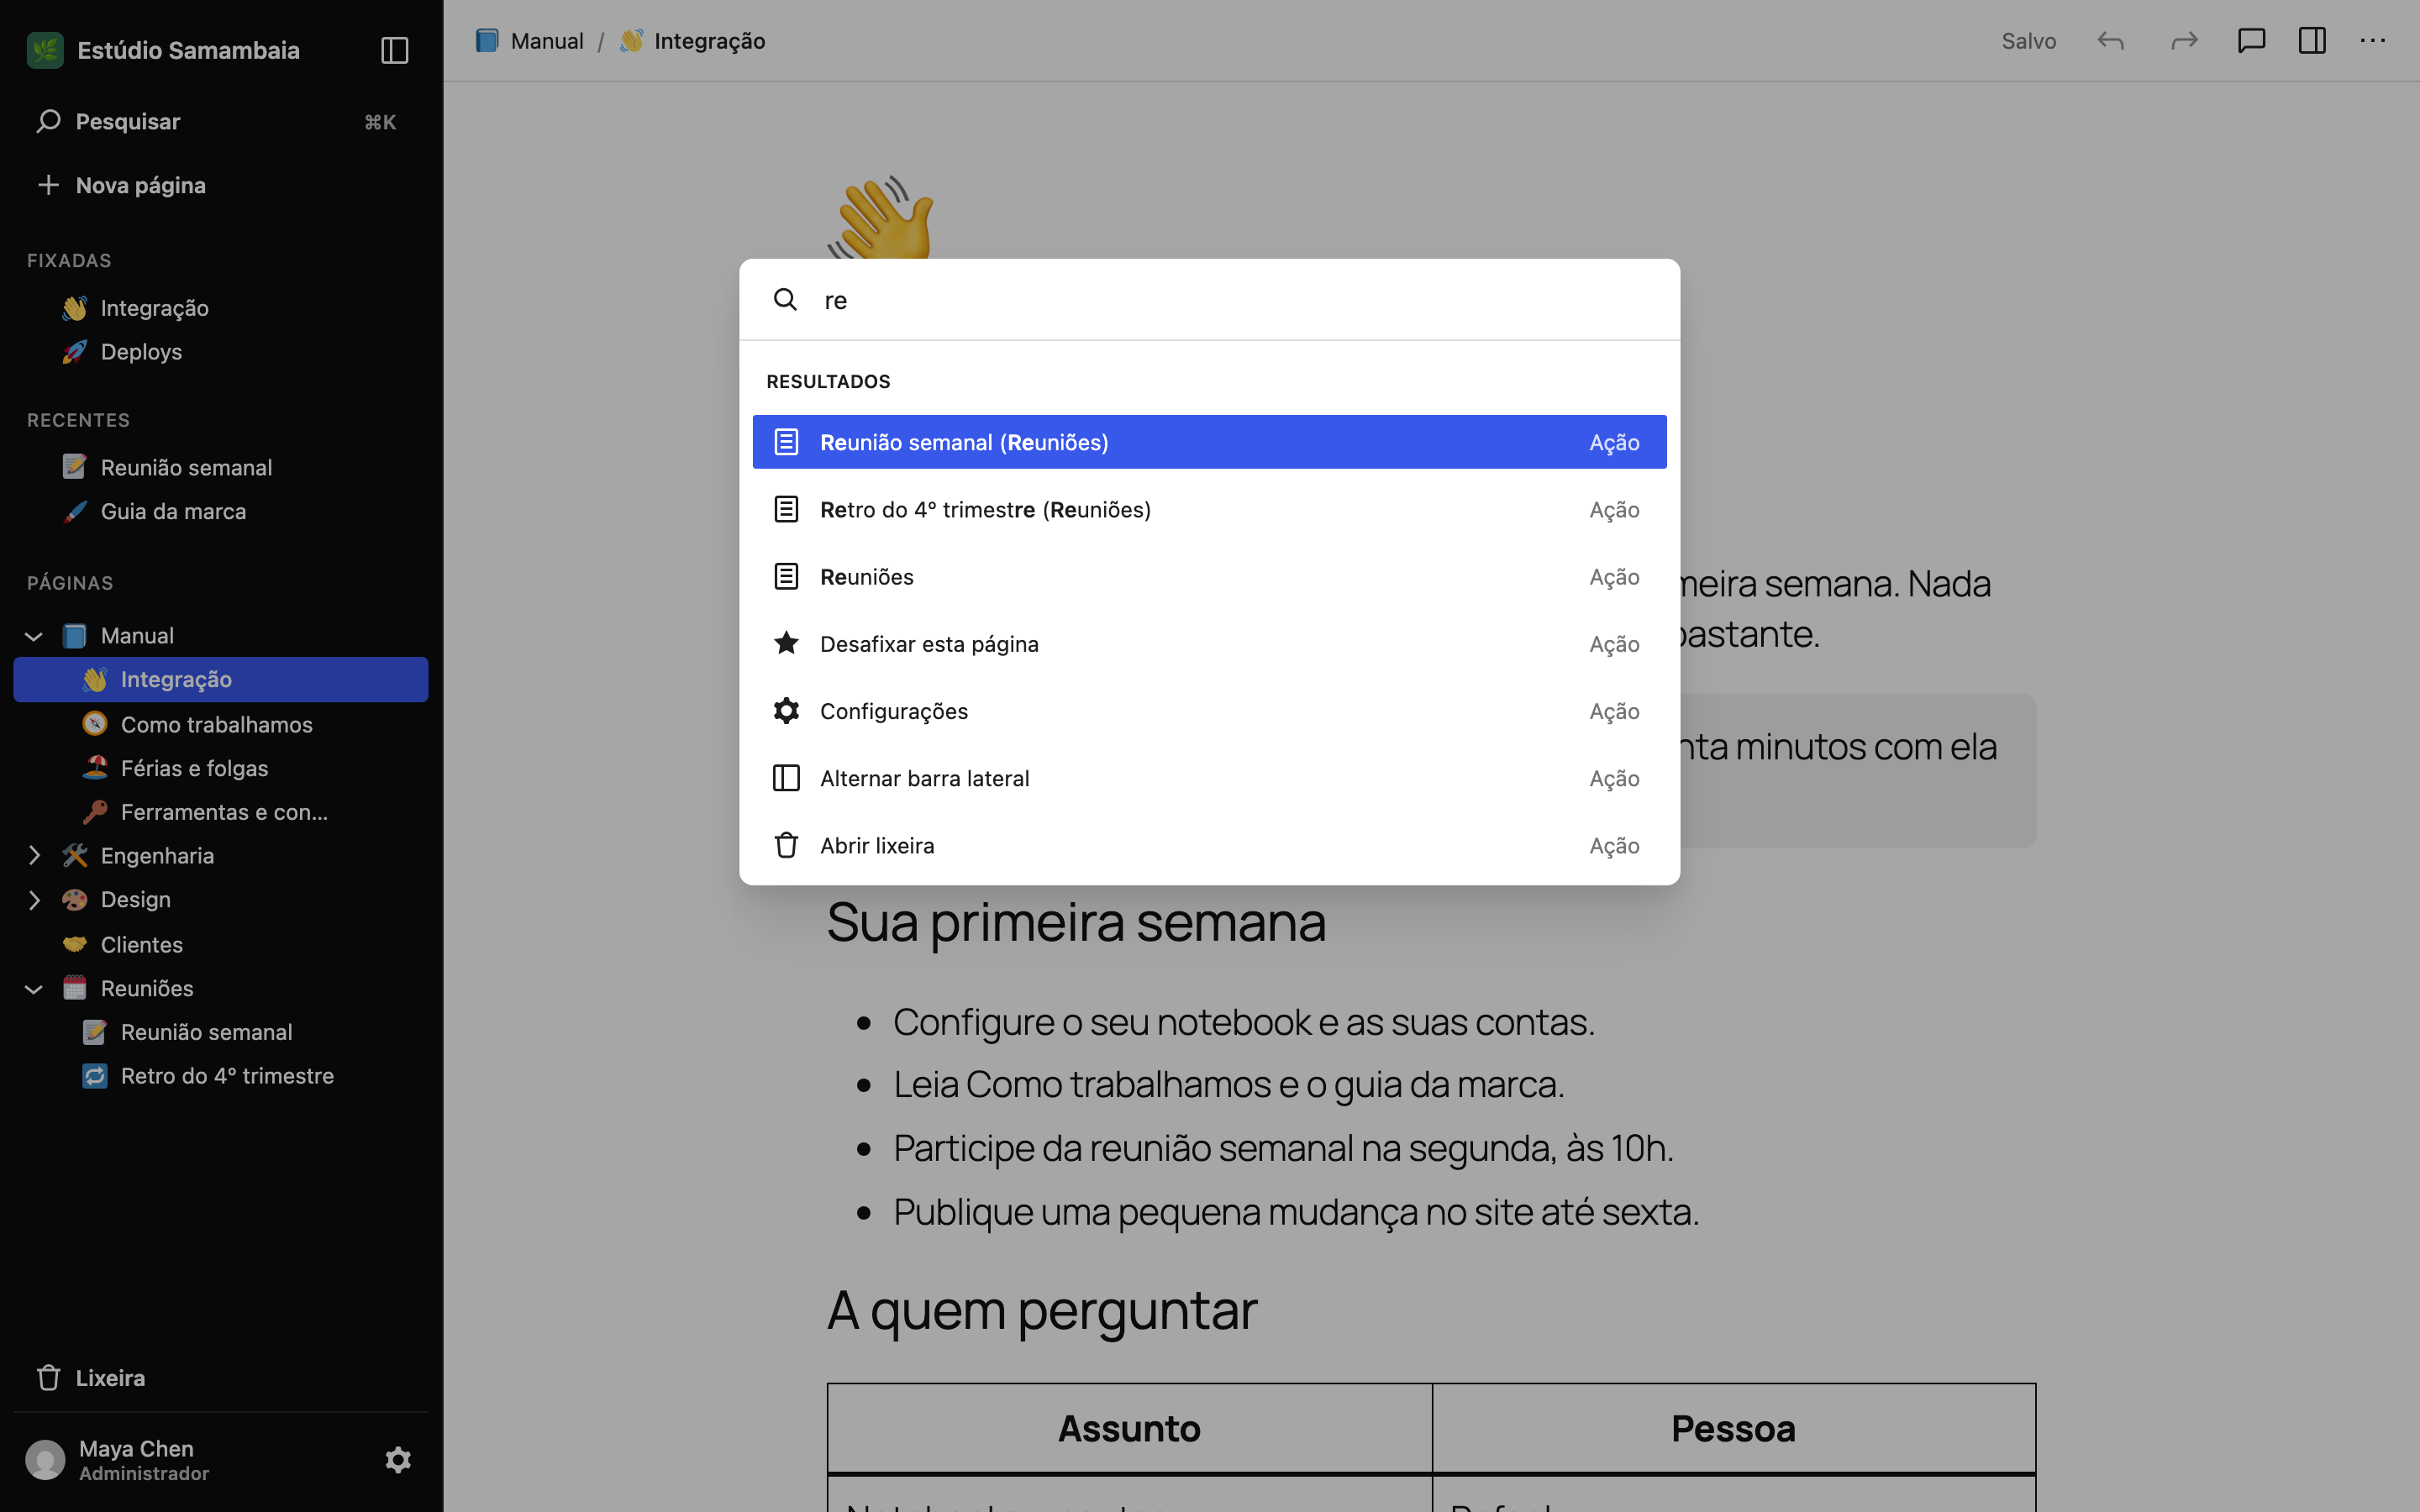 Estúdio Samambaia
Pesquisar ⌘K
Nova página
FIXADAS
Integração
Deploys
RECENTES
Reunião semanal
Guia da marca
PÁGINAS
Manual
Integração
Como trabalhamos
Férias e folgas
Ferramentas e con...
Engenharia
Design
Clientes
Reuniões
Reunião semanal
Retro do 4º trimestre
Lixeira
Maya Chen
Administrador
Manual / Integração
Salvo
re
RESULTADOS
Reunião semanal (Reuniões) Ação
Retro do 4º trimestre (Reuniões) Ação
Reuniões Ação
Desafixar esta página Ação
Configurações Ação
Alternar barra lateral Ação
Abrir lixeira Ação
semana. Nada
bastante.
minutos com ela
Sua primeira semana
Configure o seu notebook e as suas contas.
Leia Como trabalhamos e o guia da marca.
Participe da reunião semanal na segunda, às 10h.
Publique uma pequena mudança no site até sexta.
A quem perguntar
Assunto Pessoa